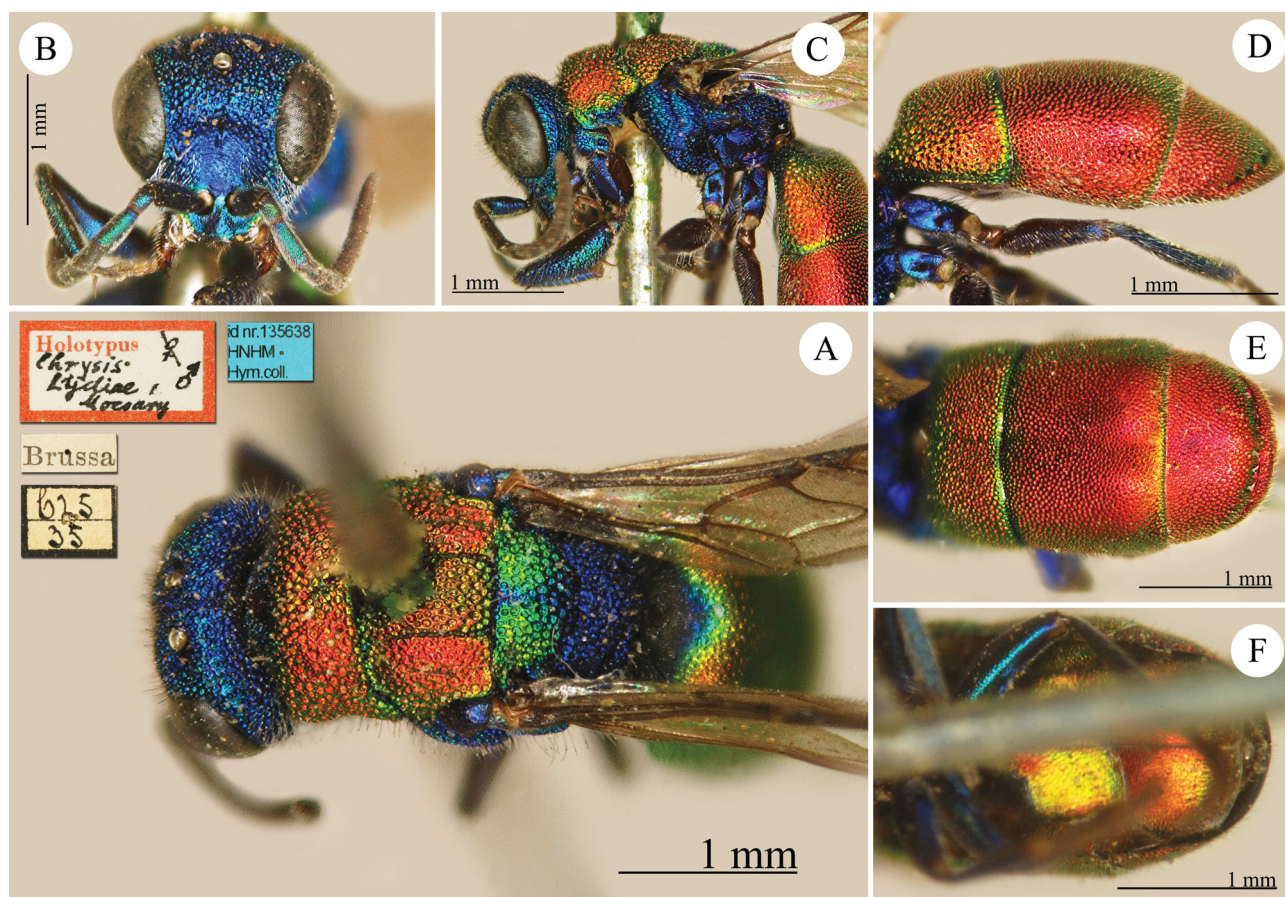 B
1 mm
C
1 mm
D
1 mm
Holotypus
Chrysis
Lydiae ♂
Mocsary
id nr.135638
HNHM
Hym.coll.
A
Brussa
625
35
1 mm
E
1 mm
F
1 mm